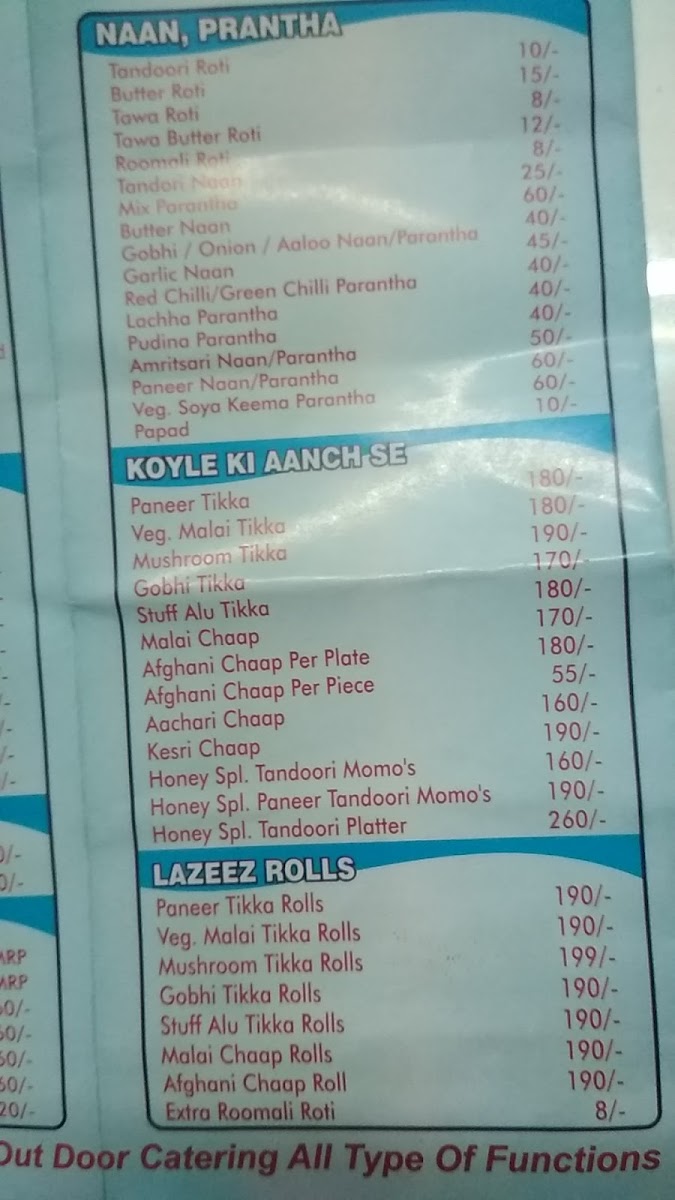 NAAN, PRANTHA
Tandoori Roti
Butter Roti
Tawa Roti
Tawa Butter Roti
Roomali Roti
Tandori Naan
Mix Parantha
Butter Naan
Gobhi / Onion / Aaloo Naan/Parantha
Garlic Naan
Red Chilli/Green Chilli Parantha
Lachha Parantha
Pudina Parantha
Amritsari Naan/Parantha
Paneer Naan/Parantha
Veg. Soya Keema Parantha
Papad
10/-
15/-
8/-
12/-
8/-
25/-
60/-
40/-
45/-
40/-
40/-
40/-
50/-
60/-
60/-
10/-
KOYLE KI AANCH SE
Paneer Tikka 180/-
Veg. Malai Tikka 180/-
Mushroom Tikka 190/-
Gobhi Tikka 170/-
Stuff Alu Tikka 180/-
Malai Chaap 170/-
Afghani Chaap Per Plate 180/-
Afghani Chaap Per Piece 55/-
Aachari Chaap 160/-
Kesri Chaap 190/-
Honey Spl. Tandoori Momo's 160/-
Honey Spl. Paneer Tandoori Momo's 190/-
Honey Spl. Tandoori Platter 260/-
LAZEEZ ROLLS
Paneer Tikka Rolls 190/-
Veg. Malai Tikka Rolls 190/-
Mushroom Tikka Rolls 199/-
Gobhi Tikka Rolls 190/-
Stuff Alu Tikka Rolls 190/-
Malai Chaap Rolls 190/-
Afghani Chaap Roll 190/-
Extra Roomali Roti 8/-
Out Door Catering All Type Of Functions